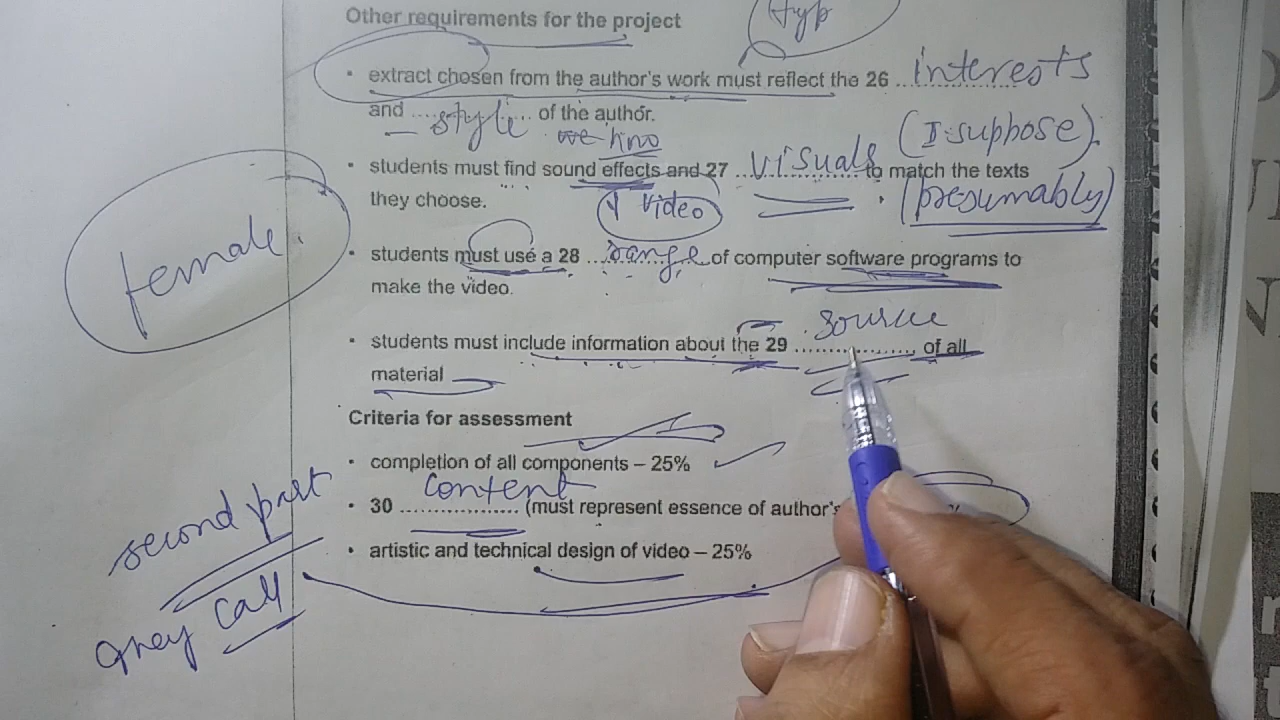 Other requirements for the project
Hyp
• extract chosen from the author's work must reflect the 26 .. interests
and .... style .... of the author.
we kno (I suppose).
• students must find sound effects and 27 .. visuals to match the texts
they choose. video (presumably)
female.
• students must use a 28 .. range of computer software programs to
make the video.
source
• students must include information about the 29 .................... of all
material
Criteria for assessment
• completion of all components – 25%
content
• 30 .................. (must represent essence of author's %
• artistic and technical design of video – 25%
second part
call